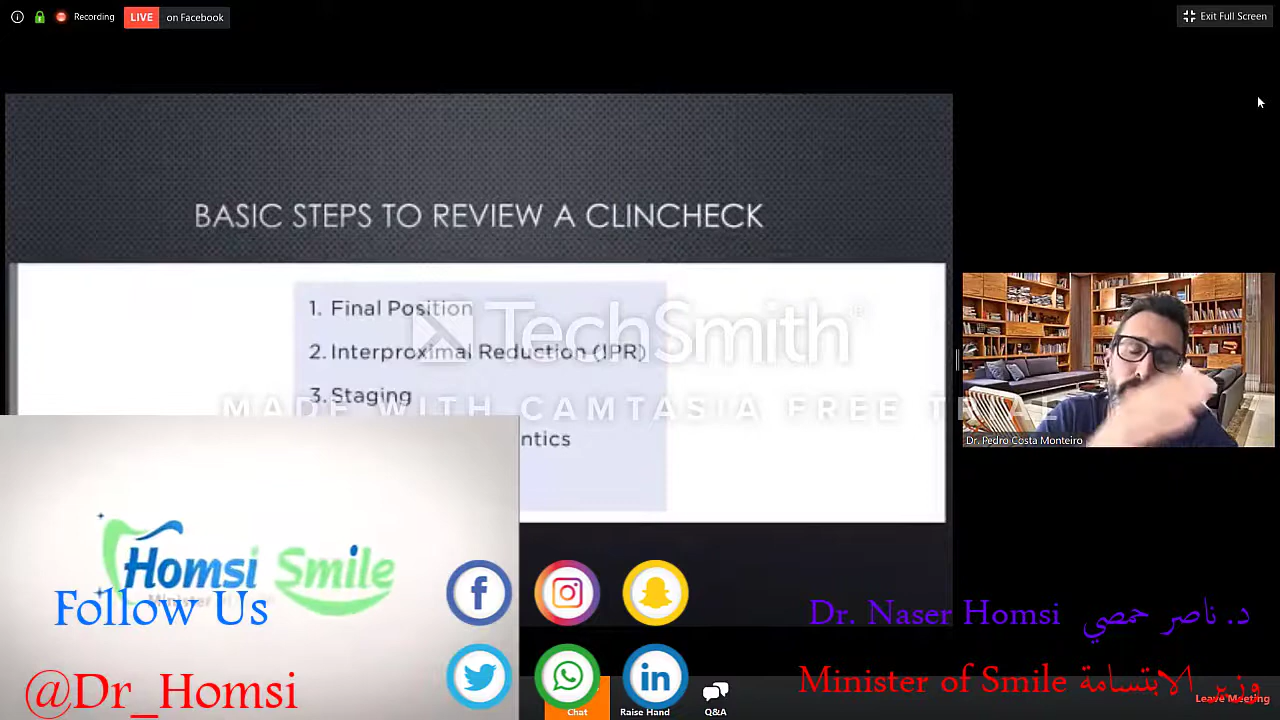 Recording
LIVE on Facebook
Exit Full Screen
BASIC STEPS TO REVIEW A CLINCHECK
1. Final Position
2. Interproximal Reduction (IPR)
3. Staging
ntics
TechSmith®
MADE WITH CAMTASIA FREE TRIAL
Dr. Pedro Costa Monteiro
Homsi Smile
Follow Us
@Dr_Homsi
Dr. Naser Homsi د. ناصر حمصي
Minister of Smile وزير الابتسامة
Chat
Raise Hand
Q&A
Leave Meeting